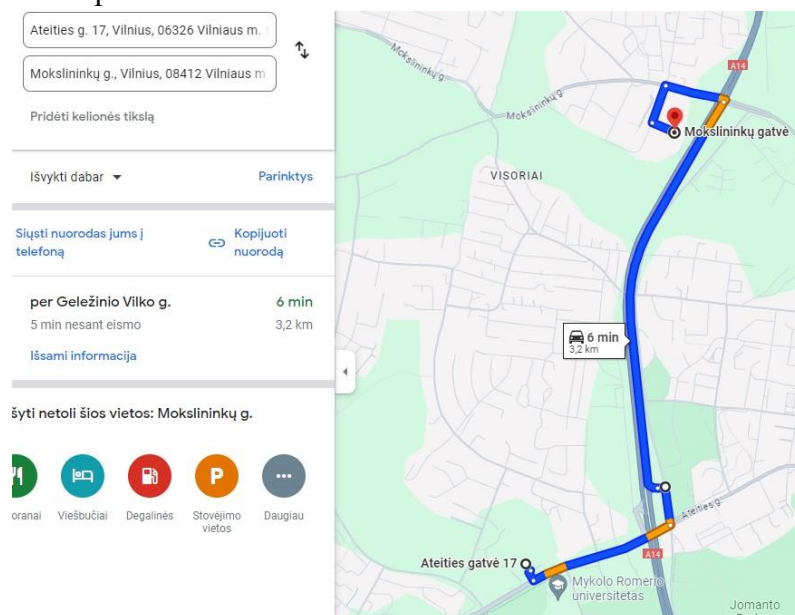 Ateities g. 17, Vilnius, 06326 Vilniaus m.
Mokslininkų g., Vilnius, 08412 Vilniaus m
Pridėti kelionės tikslą
Išvykti dabar
Parinktys
Siųsti nuorodas jums į
telefoną
Kopijuoti
nuorodą
per Geležinio Vilko g.
6 min
5 min nesant eismo
3,2 km
Išsami informacija
šyti netoli šios vietos: Mokslininkų g.
P
oranai
Viešbučiai
Degalinės
Stovėjimo
vietos
Daugiau
Mokslininkų g.
A14
Mokslininkų g.
Mokslininkų gatvė
VISORIAI
6 min
3,2 km
Ateities g.
A14
Ateities gatvė 17
Mykolo Romerio
universitetas
Jomanto